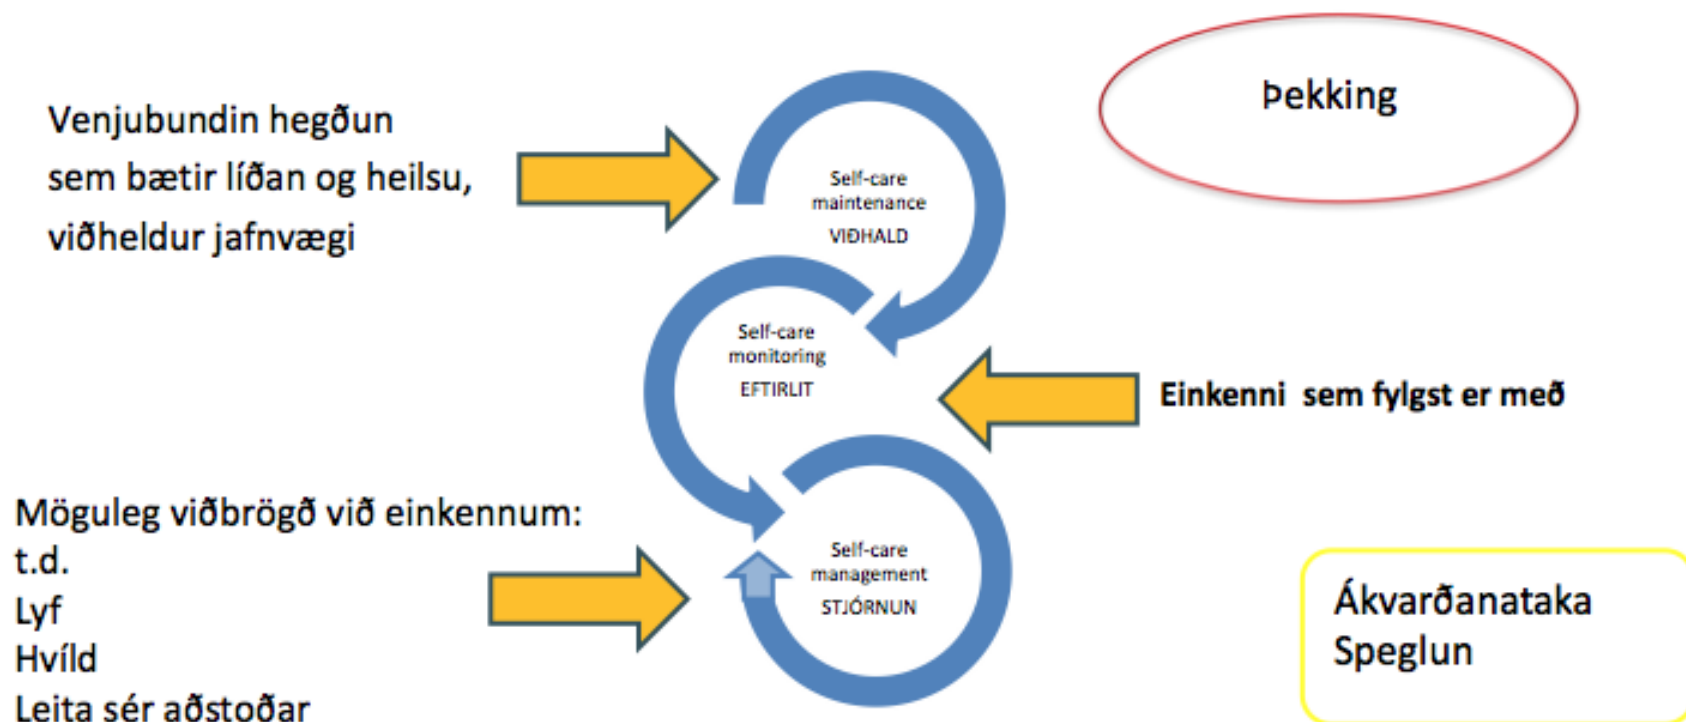 Þekking
Venjubundin hegðun
sem bætir líðan og heilsu,
viðheldur jafnvægi
Self-care
maintenance
VIÐHALD
Self-care
monitoring
EFTIRLIT
Einkenni sem fylgst er með
Möguleg viðbrögð við einkennum:
t.d.
Lyf
Hvíld
Leita sér aðstoðar
Self-care
management
STJÓRNUN
Ákvarðanataka
Speglun